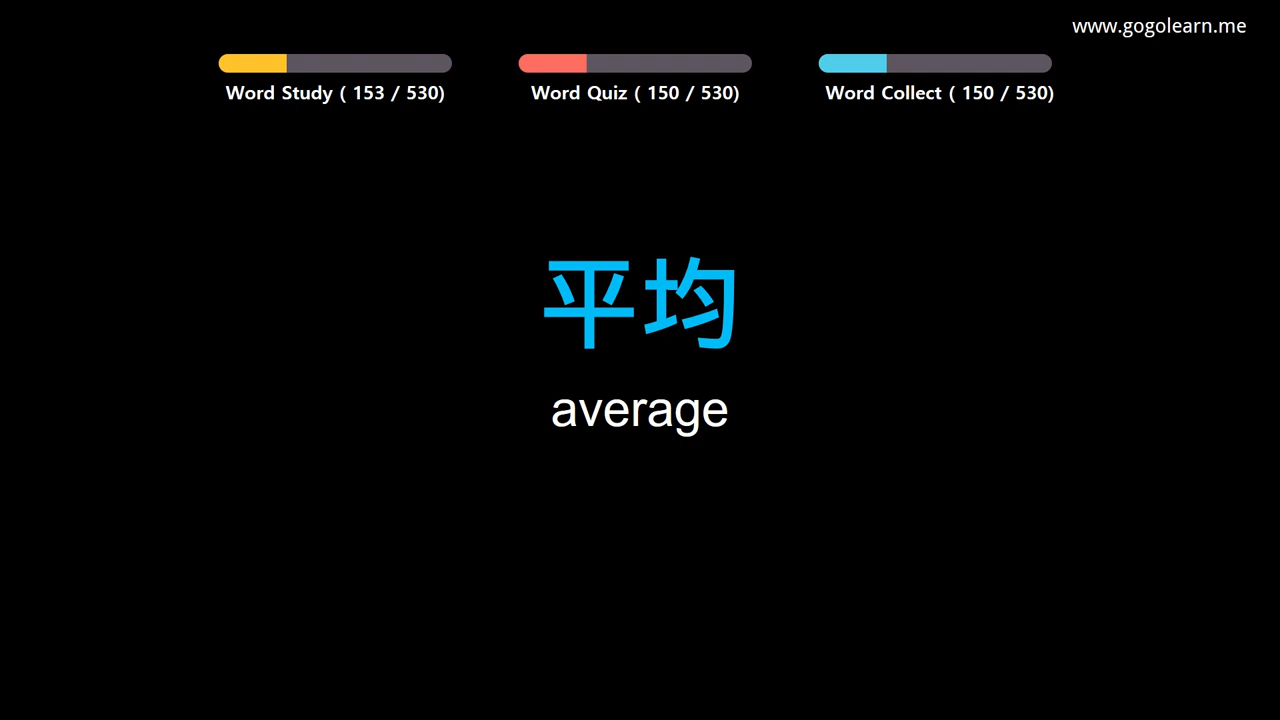 www.gogolearn.me
Word Study ( 153 / 530)
Word Quiz ( 150 / 530)
Word Collect ( 150 / 530)
平均
average